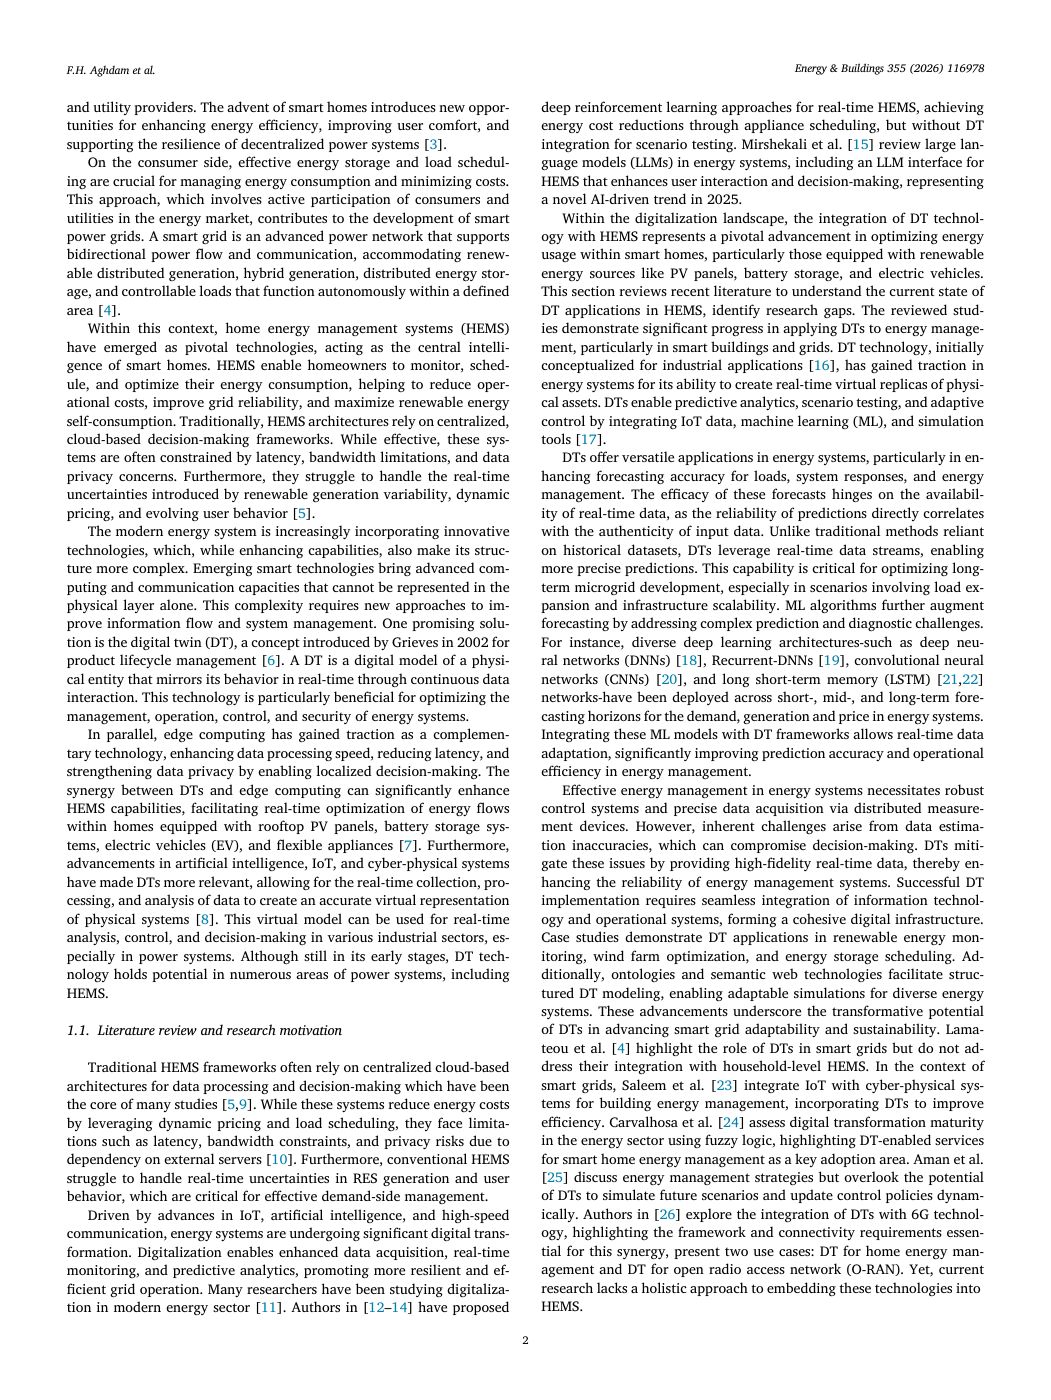 F.H. Aghdam et al.
Energy & Buildings 355 (2026) 116978
and utility providers. The advent of smart homes introduces new oppor-
tunities for enhancing energy efficiency, improving user comfort, and
supporting the resilience of decentralized power systems [3].
On the consumer side, effective energy storage and load schedul-
ing are crucial for managing energy consumption and minimizing costs.
This approach, which involves active participation of consumers and
utilities in the energy market, contributes to the development of smart
power grids. A smart grid is an advanced power network that supports
bidirectional power flow and communication, accommodating renew-
able distributed generation, hybrid generation, distributed energy stor-
age, and controllable loads that function autonomously within a defined
area [4].
Within this context, home energy management systems (HEMS)
have emerged as pivotal technologies, acting as the central intelli-
gence of smart homes. HEMS enable homeowners to monitor, sched-
ule, and optimize their energy consumption, helping to reduce oper-
ational costs, improve grid reliability, and maximize renewable energy
self-consumption. Traditionally, HEMS architectures rely on centralized,
cloud-based decision-making frameworks. While effective, these sys-
tems are often constrained by latency, bandwidth limitations, and data
privacy concerns. Furthermore, they struggle to handle the real-time
uncertainties introduced by renewable generation variability, dynamic
pricing, and evolving user behavior [5].
The modern energy system is increasingly incorporating innovative
technologies, which, while enhancing capabilities, also make its struc-
ture more complex. Emerging smart technologies bring advanced com-
puting and communication capacities that cannot be represented in the
physical layer alone. This complexity requires new approaches to im-
prove information flow and system management. One promising solu-
tion is the digital twin (DT), a concept introduced by Grieves in 2002 for
product lifecycle management [6]. A DT is a digital model of a physi-
cal entity that mirrors its behavior in real-time through continuous data
interaction. This technology is particularly beneficial for optimizing the
management, operation, control, and security of energy systems.
In parallel, edge computing has gained traction as a complemen-
tary technology, enhancing data processing speed, reducing latency, and
strengthening data privacy by enabling localized decision-making. The
synergy between DTs and edge computing can significantly enhance
HEMS capabilities, facilitating real-time optimization of energy flows
within homes equipped with rooftop PV panels, battery storage sys-
tems, electric vehicles (EV), and flexible appliances [7]. Furthermore,
advancements in artificial intelligence, IoT, and cyber-physical systems
have made DTs more relevant, allowing for the real-time collection, pro-
cessing, and analysis of data to create an accurate virtual representation
of physical systems [8]. This virtual model can be used for real-time
analysis, control, and decision-making in various industrial sectors, es-
pecially in power systems. Although still in its early stages, DT tech-
nology holds potential in numerous areas of power systems, including
HEMS.
1.1. Literature review and research motivation
Traditional HEMS frameworks often rely on centralized cloud-based
architectures for data processing and decision-making which have been
the core of many studies [5,9]. While these systems reduce energy costs
by leveraging dynamic pricing and load scheduling, they face limita-
tions such as latency, bandwidth constraints, and privacy risks due to
dependency on external servers [10]. Furthermore, conventional HEMS
struggle to handle real-time uncertainties in RES generation and user
behavior, which are critical for effective demand-side management.
Driven by advances in IoT, artificial intelligence, and high-speed
communication, energy systems are undergoing significant digital trans-
formation. Digitalization enables enhanced data acquisition, real-time
monitoring, and predictive analytics, promoting more resilient and ef-
ficient grid operation. Many researchers have been studying digitaliza-
tion in modern energy sector [11]. Authors in [12–14] have proposed
deep reinforcement learning approaches for real-time HEMS, achieving
energy cost reductions through appliance scheduling, but without DT
integration for scenario testing. Mirshekali et al. [15] review large lan-
guage models (LLMs) in energy systems, including an LLM interface for
HEMS that enhances user interaction and decision-making, representing
a novel AI-driven trend in 2025.
Within the digitalization landscape, the integration of DT technol-
ogy with HEMS represents a pivotal advancement in optimizing energy
usage within smart homes, particularly those equipped with renewable
energy sources like PV panels, battery storage, and electric vehicles.
This section reviews recent literature to understand the current state of
DT applications in HEMS, identify research gaps. The reviewed stud-
ies demonstrate significant progress in applying DTs to energy manage-
ment, particularly in smart buildings and grids. DT technology, initially
conceptualized for industrial applications [16], has gained traction in
energy systems for its ability to create real-time virtual replicas of physi-
cal assets. DTs enable predictive analytics, scenario testing, and adaptive
control by integrating IoT data, machine learning (ML), and simulation
tools [17].
DTs offer versatile applications in energy systems, particularly in en-
hancing forecasting accuracy for loads, system responses, and energy
management. The efficacy of these forecasts hinges on the availabil-
ity of real-time data, as the reliability of predictions directly correlates
with the authenticity of input data. Unlike traditional methods reliant
on historical datasets, DTs leverage real-time data streams, enabling
more precise predictions. This capability is critical for optimizing long-
term microgrid development, especially in scenarios involving load ex-
pansion and infrastructure scalability. ML algorithms further augment
forecasting by addressing complex prediction and diagnostic challenges.
For instance, diverse deep learning architectures-such as deep neu-
ral networks (DNNs) [18], Recurrent-DNNs [19], convolutional neural
networks (CNNs) [20], and long short-term memory (LSTM) [21,22]
networks-have been deployed across short-, mid-, and long-term fore-
casting horizons for the demand, generation and price in energy systems.
Integrating these ML models with DT frameworks allows real-time data
adaptation, significantly improving prediction accuracy and operational
efficiency in energy management.
Effective energy management in energy systems necessitates robust
control systems and precise data acquisition via distributed measure-
ment devices. However, inherent challenges arise from data estima-
tion inaccuracies, which can compromise decision-making. DTs miti-
gate these issues by providing high-fidelity real-time data, thereby en-
hancing the reliability of energy management systems. Successful DT
implementation requires seamless integration of information technol-
ogy and operational systems, forming a cohesive digital infrastructure.
Case studies demonstrate DT applications in renewable energy mon-
itoring, wind farm optimization, and energy storage scheduling. Ad-
ditionally, ontologies and semantic web technologies facilitate struc-
tured DT modeling, enabling adaptable simulations for diverse energy
systems. These advancements underscore the transformative potential
of DTs in advancing smart grid adaptability and sustainability. Lama-
teou et al. [4] highlight the role of DTs in smart grids but do not ad-
dress their integration with household-level HEMS. In the context of
smart grids, Saleem et al. [23] integrate IoT with cyber-physical sys-
tems for building energy management, incorporating DTs to improve
efficiency. Carvalhosa et al. [24] assess digital transformation maturity
in the energy sector using fuzzy logic, highlighting DT-enabled services
for smart home energy management as a key adoption area. Aman et al.
[25] discuss energy management strategies but overlook the potential
of DTs to simulate future scenarios and update control policies dynam-
ically. Authors in [26] explore the integration of DTs with 6G technol-
ogy, highlighting the framework and connectivity requirements essen-
tial for this synergy, present two use cases: DT for home energy man-
agement and DT for open radio access network (O-RAN). Yet, current
research lacks a holistic approach to embedding these technologies into
HEMS.
2